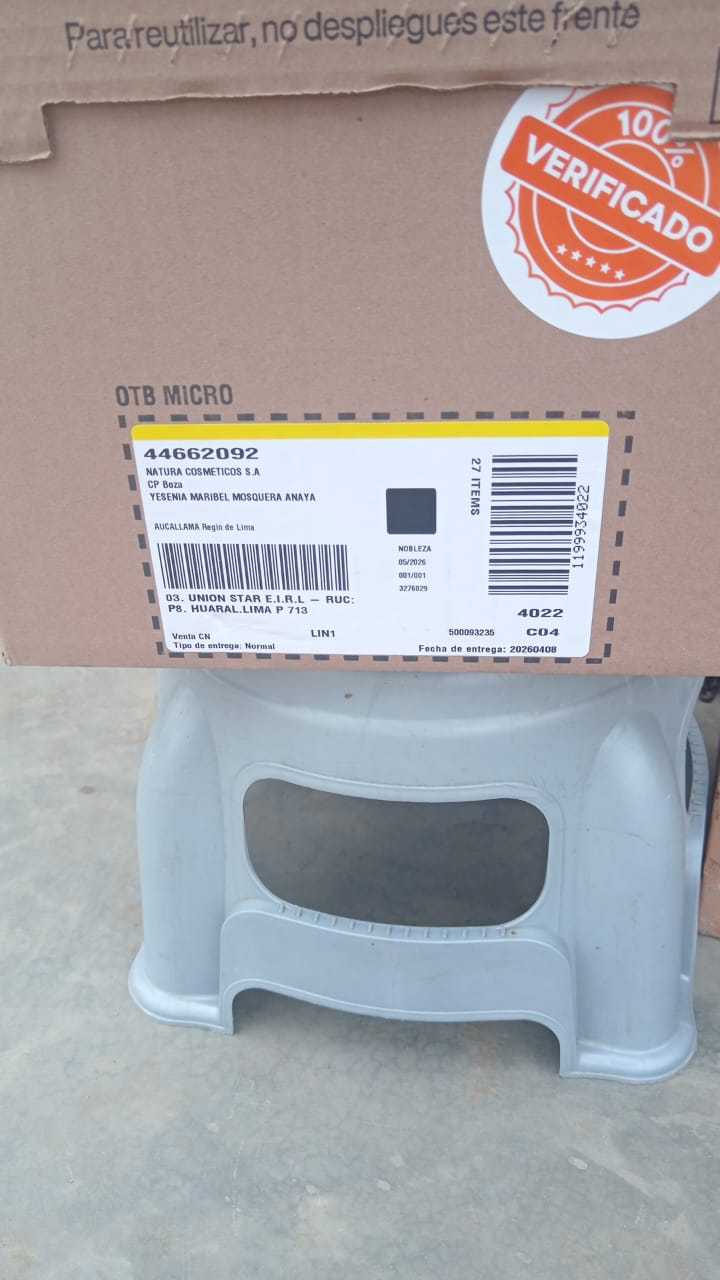 Para reutilizar, no despliegues este frente
100%
VERIFICADO
OTB MICRO
44662092
NATURA COSMETICOS S.A
CP Boza
YESENIA MARIBEL MOSQUERA ANAYA
AUCALLAMA Regin de Lima
27 ITEMS
1199934022
NOBLEZA
05/2026
001/001
3276829
03. UNION STAR E.I.R.L – RUC:
P8. HUARAL.LIMA P 713
4022
Venta CN
LIN1
500093235
C04
Tipo de entrega: Normal
Fecha de entrega: 20260408